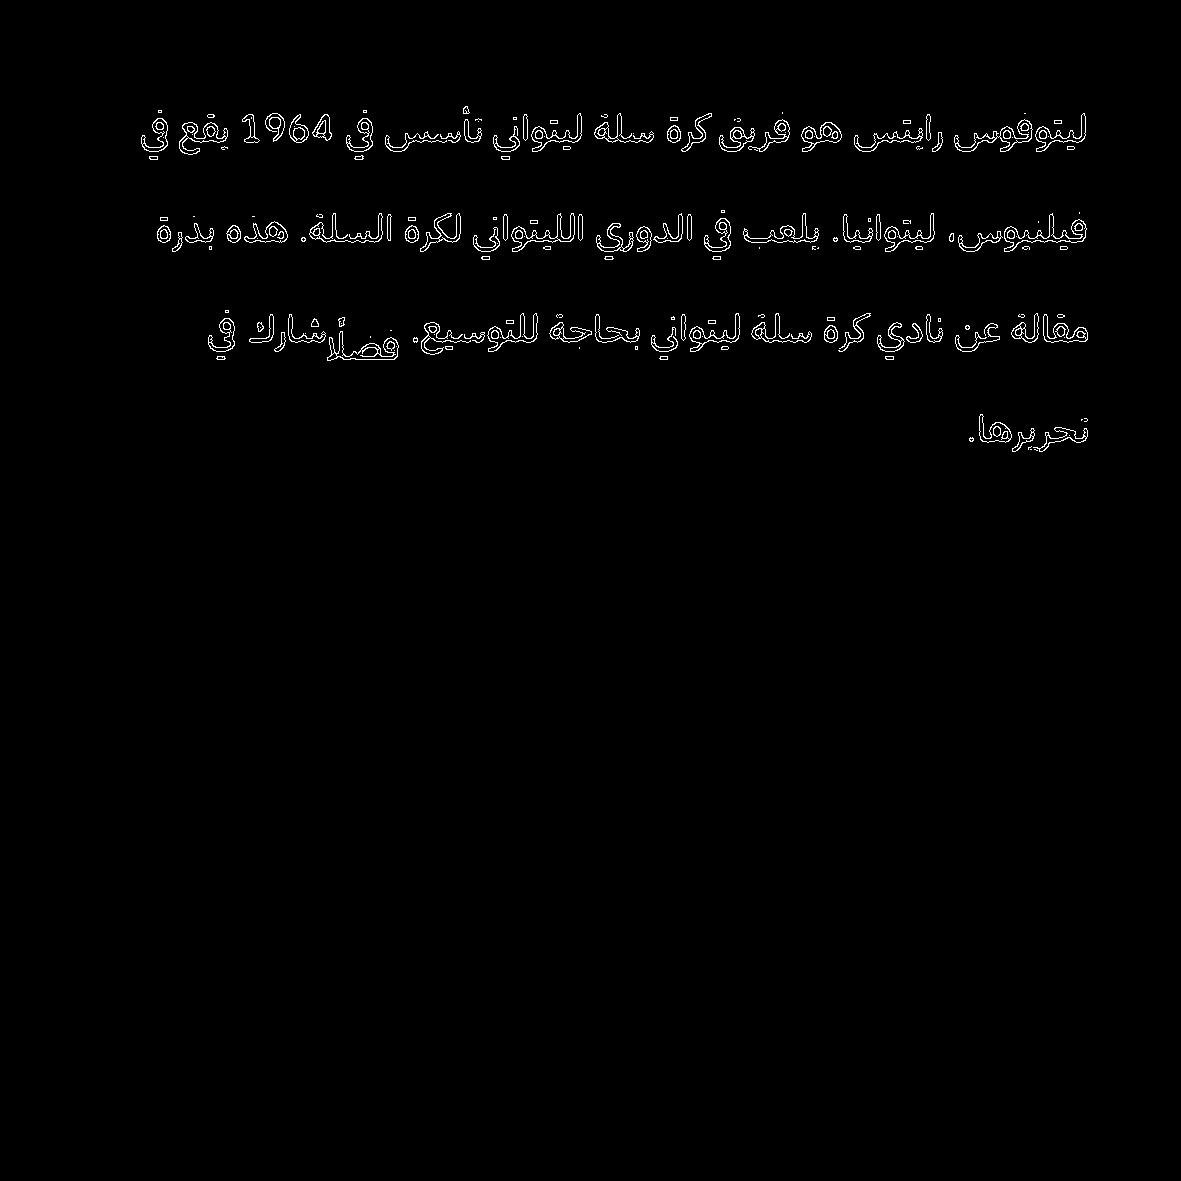 ليتوفوس رايتس هو فريق كرة سلة ليتواني تأسس في 1964 يقع في
فيلنيوس، ليتوانيا. يلعب في الدوري الليتواني لكرة السلة. هذه بذرة
مقالة عن نادي كرة سلة ليتواني بحاجة للتوسيع. فضلًا شارك في
تحريرها.